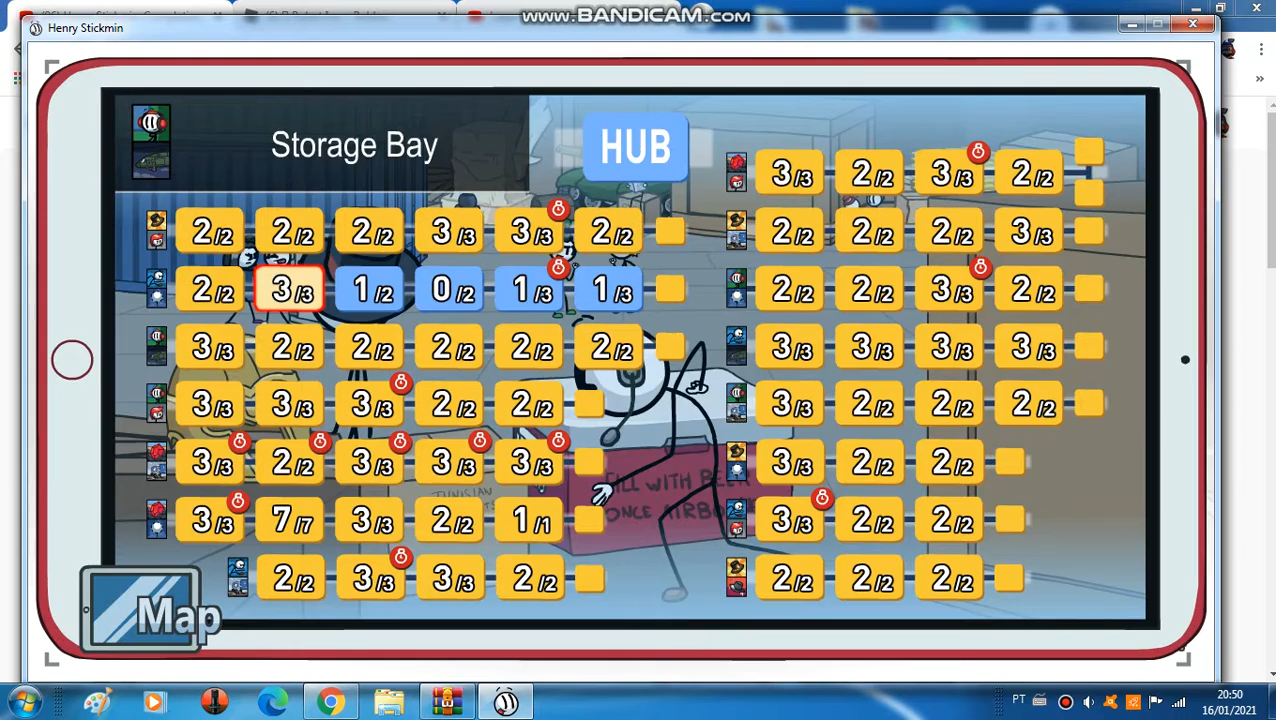 www.BANDICAM.com
Henry Stickmin
Storage Bay
HUB
3/3 2/2 3/3 2/2
2/2 2/2 2/2 3/3 3/3 2/2
2/2 2/2 2/2 3/3
2/2 3/3 1/2 0/2 1/3 1/3
2/2 2/2 3/3 2/2
3/3 2/2 2/2 2/2 2/2 2/2
3/3 3/3 3/3 3/3
3/3 3/3 3/3 2/2 2/2
3/3 2/2 2/2 2/2
3/3 2/2 3/3 3/3 3/3
3/3 2/2 2/2
3/3 7/7 3/3 2/2 1/1
3/3 2/2 2/2
2/2 3/3 3/3 2/2
2/2 2/2 2/2
TUNISIAN
ONCE AIRBO
Map
PT
20:50
16/01/2021